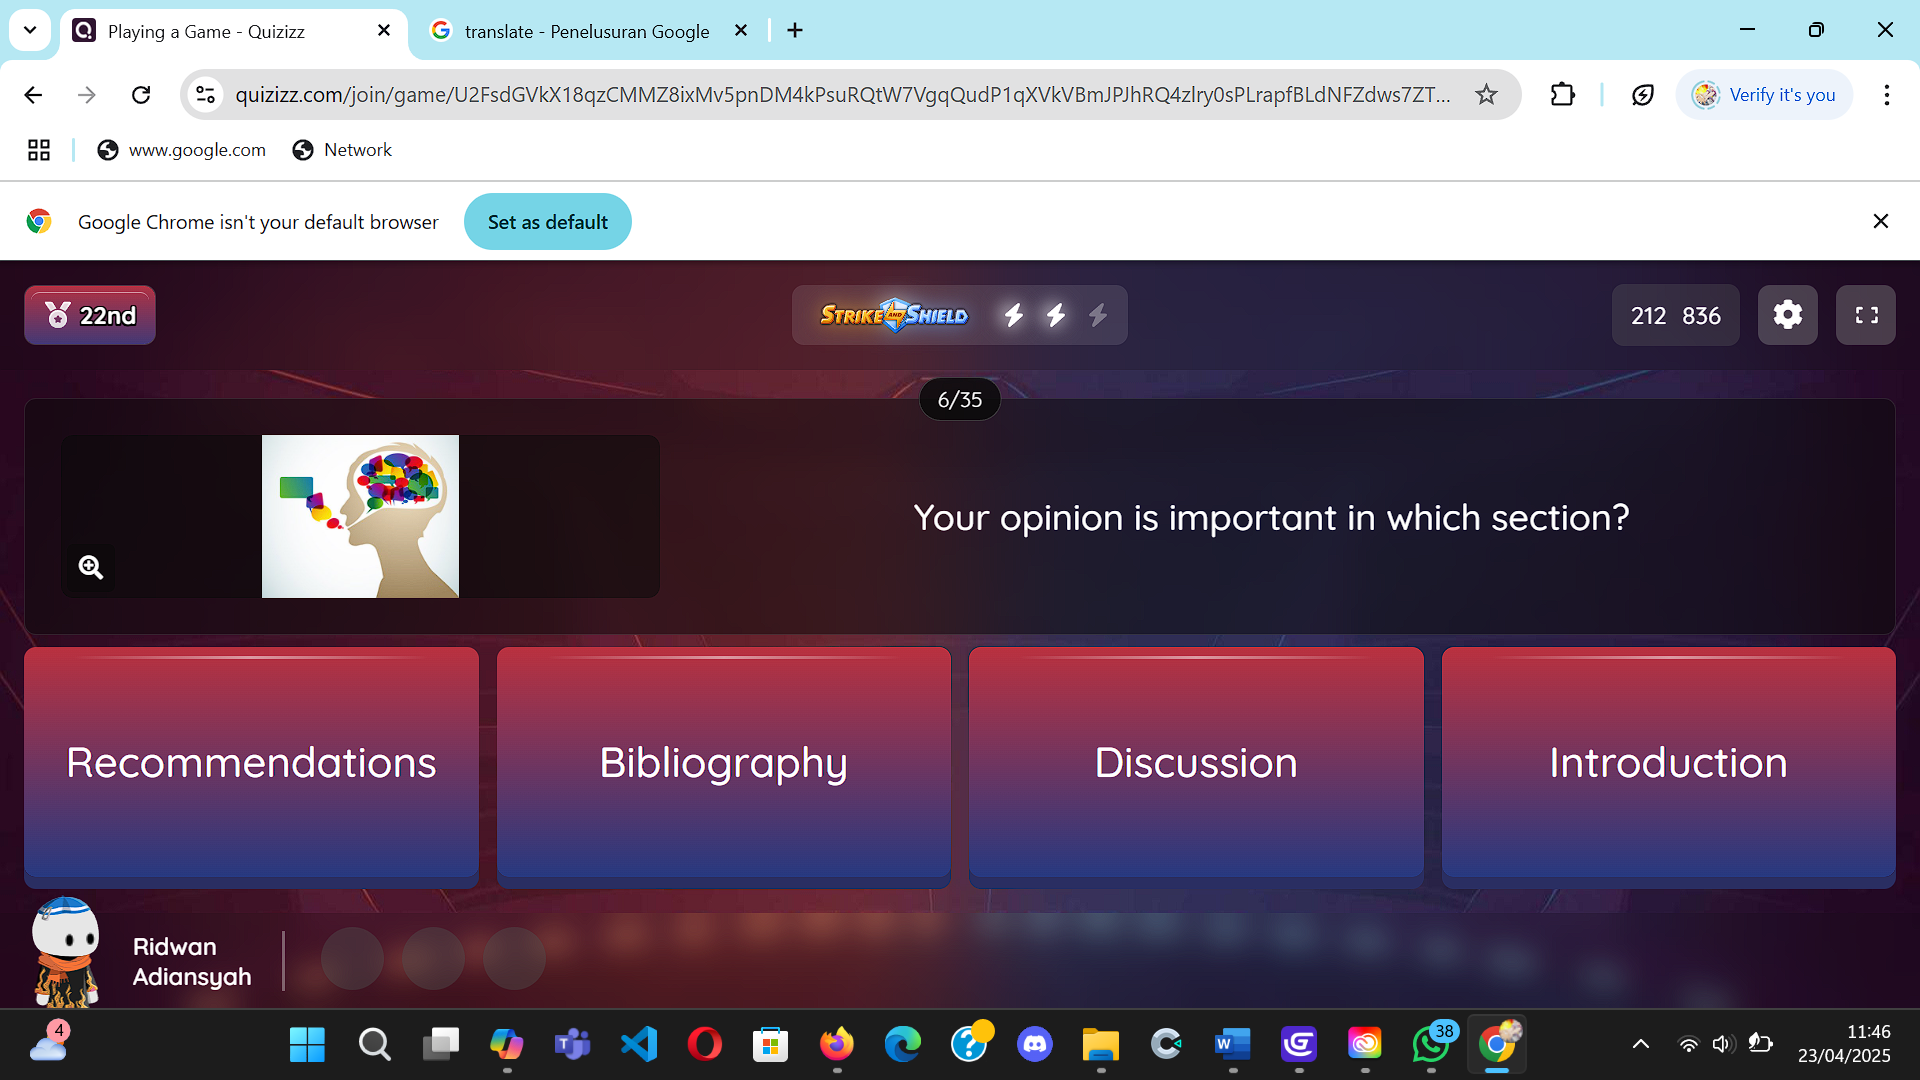 Playing a Game - Quizizz
translate - Penelusuran Google
quizizz.com/join/game/U2FsdGVkX18qzCMMZ8ixMv5pnDM4kPsuRQtW7VgqQudP1qXVkVBmJPJhRQ4zlry0sPLrapfBLdNFZdws7ZT...
Verify it's you
www.google.com
Network
Google Chrome isn't your default browser
Set as default
22nd
STRIKE AND SHIELD
212 836
6/35
Your opinion is important in which section?
Recommendations
Bibliography
Discussion
Introduction
Ridwan
Adiansyah
4
38
11:46
23/04/2025